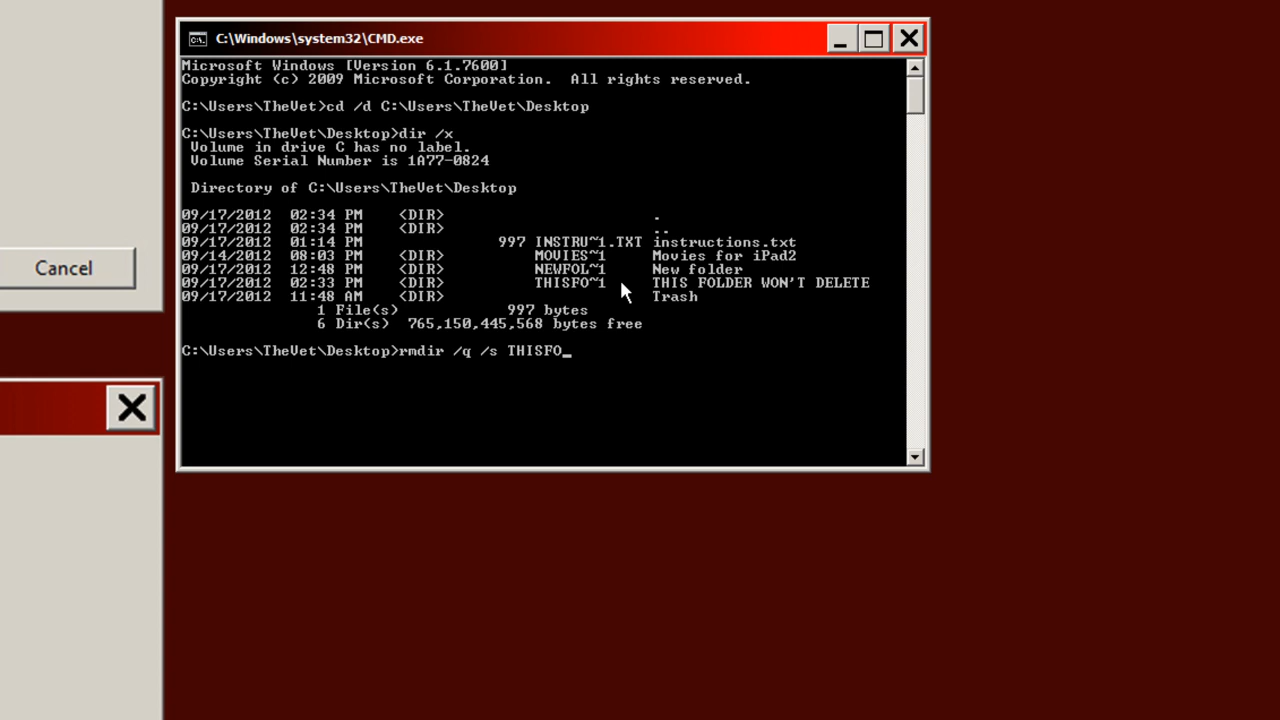 C:\Windows\system32\CMD.exe
Microsoft Windows [Version 6.1.7600]
Copyright (c) 2009 Microsoft Corporation.  All rights reserved.
C:\Users\TheVet>cd /d C:\Users\TheVet\Desktop
C:\Users\TheVet\Desktop>dir /x
Volume in drive C has no label.
Volume Serial Number is 1A77-0824
Directory of C:\Users\TheVet\Desktop
09/17/2012  02:34 PM    <DIR>                       .
09/17/2012  02:34 PM    <DIR>                       ..
09/17/2012  01:14 PM               997 INSTRU~1.TXT instructions.txt
09/14/2012  08:03 PM    <DIR>          MOVIES~1     Movies for iPad2
09/17/2012  12:48 PM    <DIR>          NEWFOL~1     New folder
09/17/2012  02:33 PM    <DIR>          THISFO~1     THIS FOLDER WON'T DELETE
09/17/2012  11:48 AM    <DIR>                       Trash
1 File(s)            997 bytes
6 Dir(s)  765,150,445,568 bytes free
Cancel
C:\Users\TheVet\Desktop>rmdir /q /s THISFO_